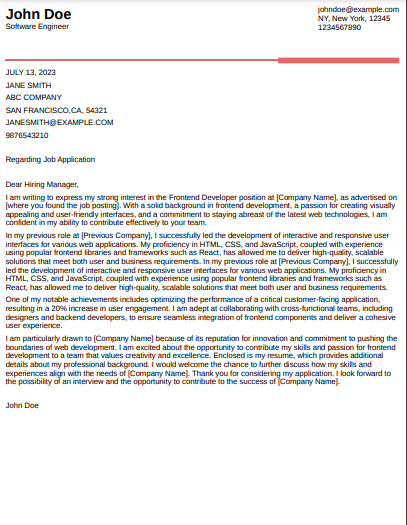 John Doe
Software Engineer
johndoe@example.com
NY, New York, 12345
1234567890
JULY 13, 2023
JANE SMITH
ABC COMPANY
SAN FRANCISCO,CA, 54321
JANESMITH@EXAMPLE.COM
9876543210
Regarding Job Application
Dear Hiring Manager,
I am writing to express my strong interest in the Frontend Developer position at [Company Name], as advertised on
[where you found the job posting]. With a solid background in frontend development, a passion for creating visually
appealing and user-friendly interfaces, and a commitment to staying abreast of the latest web technologies, I am
confident in my ability to contribute effectively to your team.
In my previous role at [Previous Company], I successfully led the development of interactive and responsive user
interfaces for various web applications. My proficiency in HTML, CSS, and JavaScript, coupled with experience
using popular frontend libraries and frameworks such as React, has allowed me to deliver high-quality, scalable
solutions that meet both user and business requirements. In my previous role at [Previous Company], I successfully
led the development of interactive and responsive user interfaces for various web applications. My proficiency in
HTML, CSS, and JavaScript, coupled with experience using popular frontend libraries and frameworks such as
React, has allowed me to deliver high-quality, scalable solutions that meet both user and business requirements.
One of my notable achievements includes optimizing the performance of a critical customer-facing application,
resulting in a 20% increase in user engagement. I am adept at collaborating with cross-functional teams, including
designers and backend developers, to ensure seamless integration of frontend components and deliver a cohesive
user experience.
I am particularly drawn to [Company Name] because of its reputation for innovation and commitment to pushing the
boundaries of web development. I am excited about the opportunity to contribute my skills and passion for frontend
development to a team that values creativity and excellence. Enclosed is my resume, which provides additional
details about my professional background. I would welcome the chance to further discuss how my skills and
experiences align with the needs of [Company Name]. Thank you for considering my application. I look forward to
the possibility of an interview and the opportunity to contribute to the success of [Company Name].
John Doe